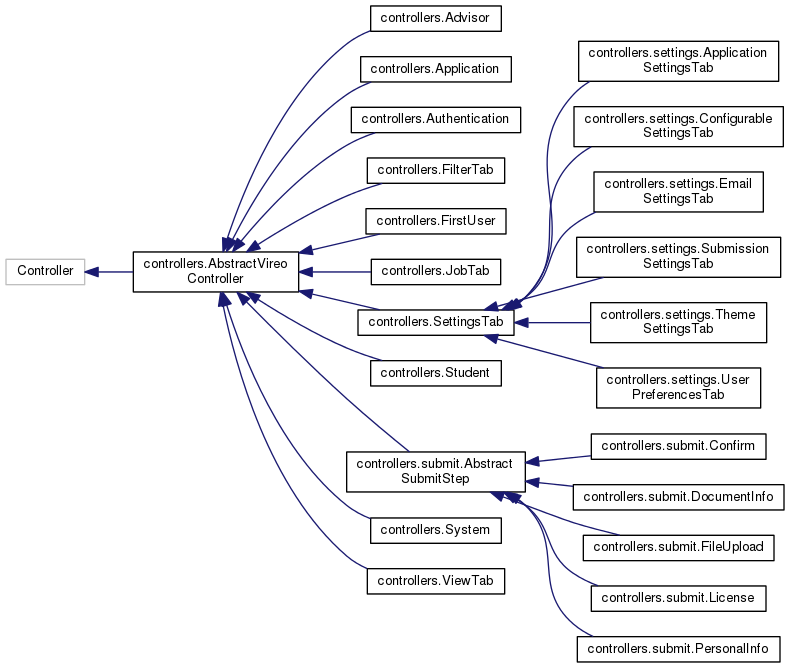 Controller
controllers.AbstractVireo
Controller
controllers.Advisor
controllers.Application
controllers.Authentication
controllers.FilterTab
controllers.FirstUser
controllers.JobTab
controllers.SettingsTab
controllers.Student
controllers.submit.Abstract
SubmitStep
controllers.System
controllers.ViewTab
controllers.settings.Application
SettingsTab
controllers.settings.Configurable
SettingsTab
controllers.settings.Email
SettingsTab
controllers.settings.Submission
SettingsTab
controllers.settings.Theme
SettingsTab
controllers.settings.User
PreferencesTab
controllers.submit.Confirm
controllers.submit.DocumentInfo
controllers.submit.FileUpload
controllers.submit.License
controllers.submit.PersonalInfo